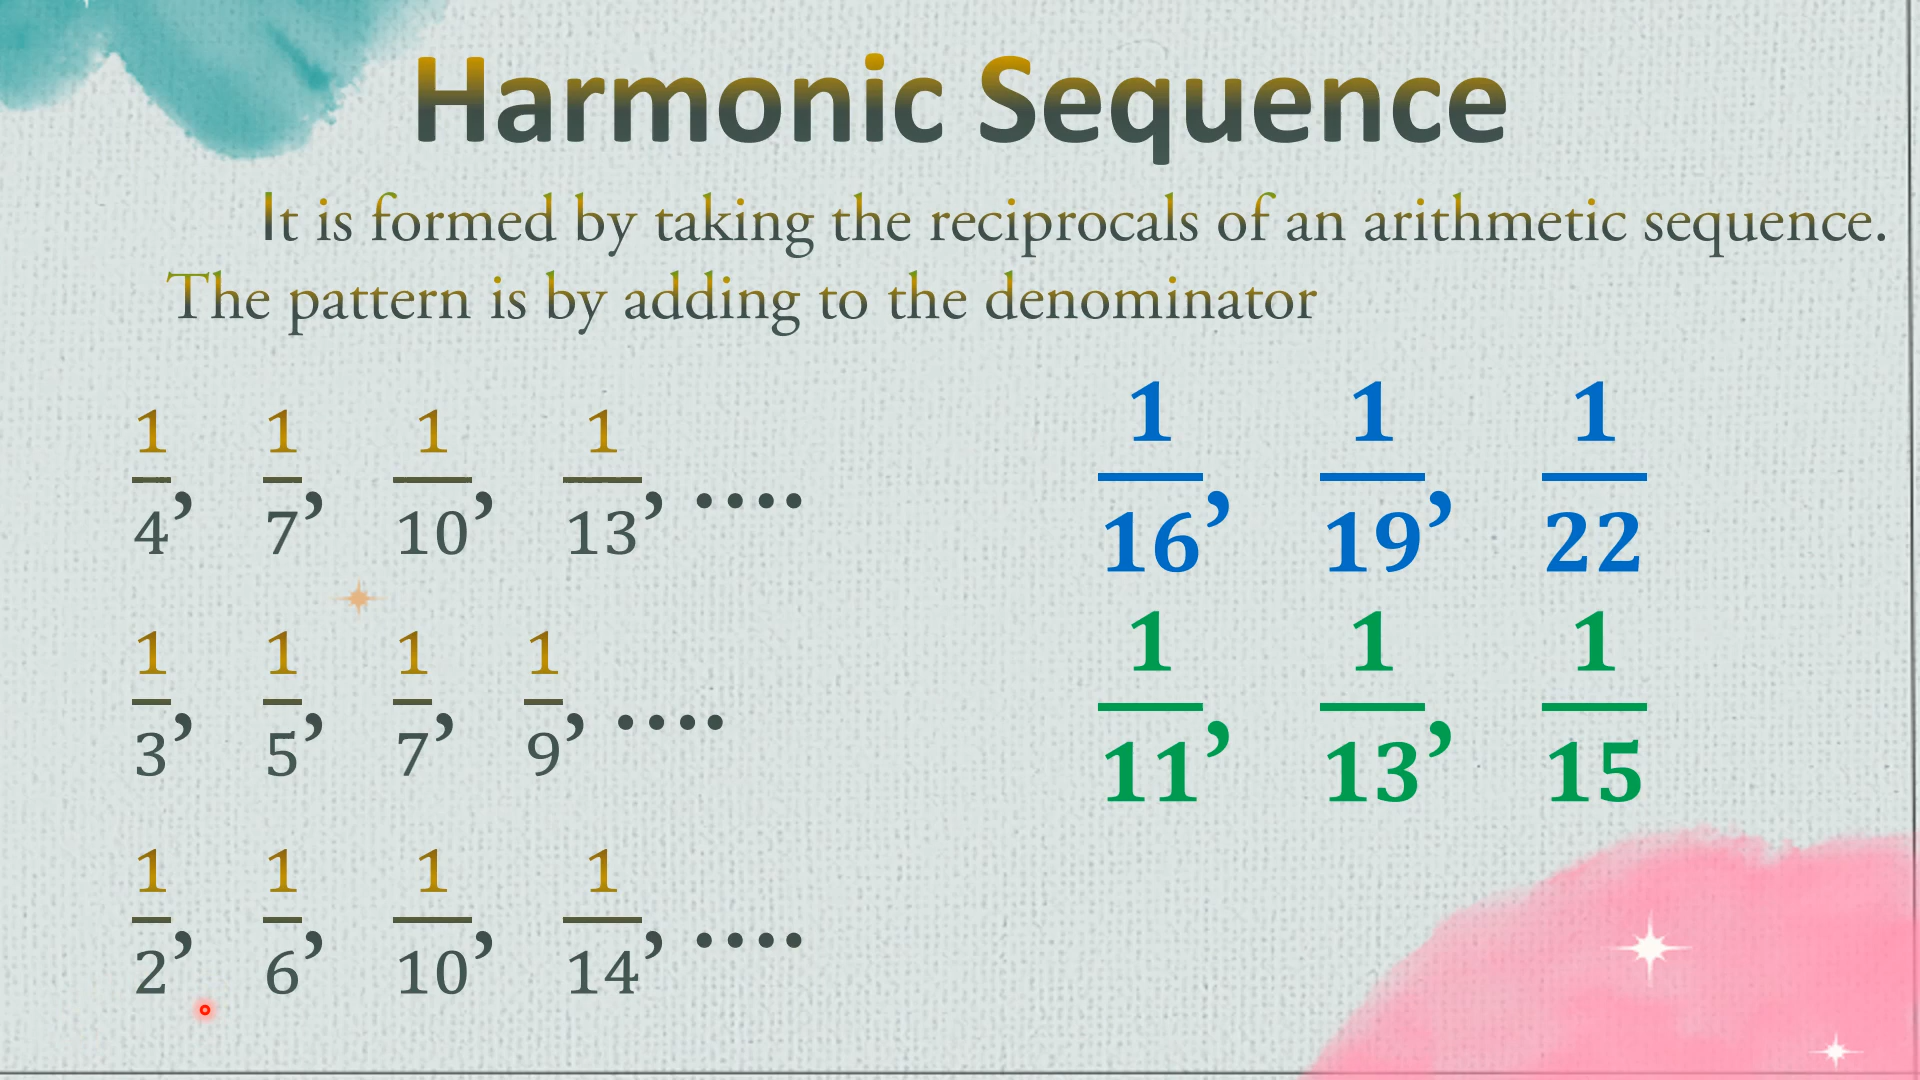 Harmonic Sequence
It is formed by taking the reciprocals of an arithmetic sequence.
The pattern is by adding to the denominator
1/4, 1/7, 1/10, 1/13, .... 1/16, 1/19, 1/22
1/3, 1/5, 1/7, 1/9, .... 1/11, 1/13, 1/15
1/2, 1/6, 1/10, 1/14, ....